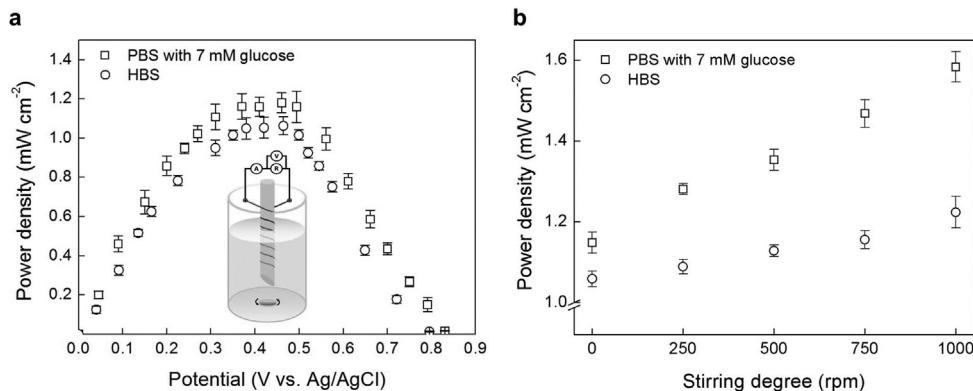 a
Power density (mW cm⁻²)
1.4
1.2
1.0
0.8
0.6
0.4
0.2
PBS with 7 mM glucose
HBS
V
A R
0.0 0.1 0.2 0.3 0.4 0.5 0.6 0.7 0.8 0.9
Potential (V vs. Ag/AgCl)
b
Power density (mW cm⁻²)
1.6
1.4
1.2
1.0
PBS with 7 mM glucose
HBS
0 250 500 750 1000
Stirring degree (rpm)